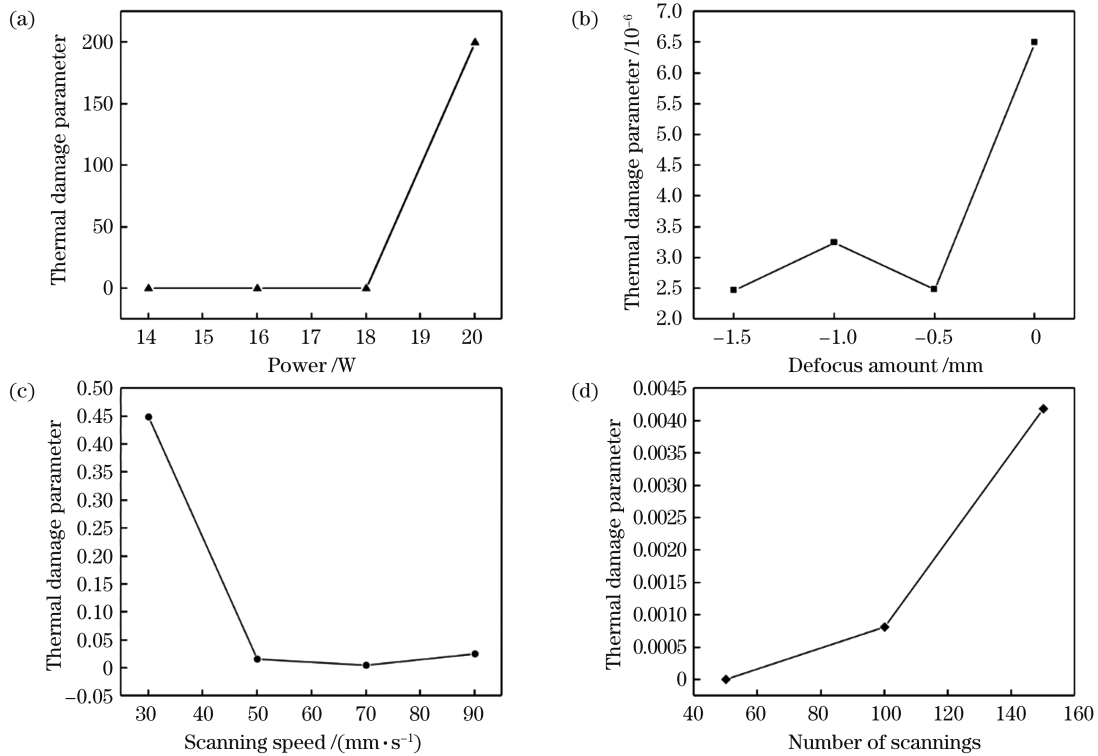 (a)
Thermal damage parameter
200
150
100
50
0
14 15 16 17 18 19 20
Power /W
(b)
Thermal damage parameter /10⁻⁶
7.0
6.5
6.0
5.5
5.0
4.5
4.0
3.5
3.0
2.5
2.0
−1.5 −1.0 −0.5 0
Defocus amount /mm
(c)
Thermal damage parameter
0.50
0.45
0.40
0.35
0.30
0.25
0.20
0.15
0.10
0.05
0
−0.05
30 40 50 60 70 80 90
Scanning speed /(mm·s⁻¹)
(d)
Thermal damage parameter
0.0045
0.0040
0.0035
0.0030
0.0025
0.0020
0.0015
0.0010
0.0005
0
40 60 80 100 120 140 160
Number of scannings